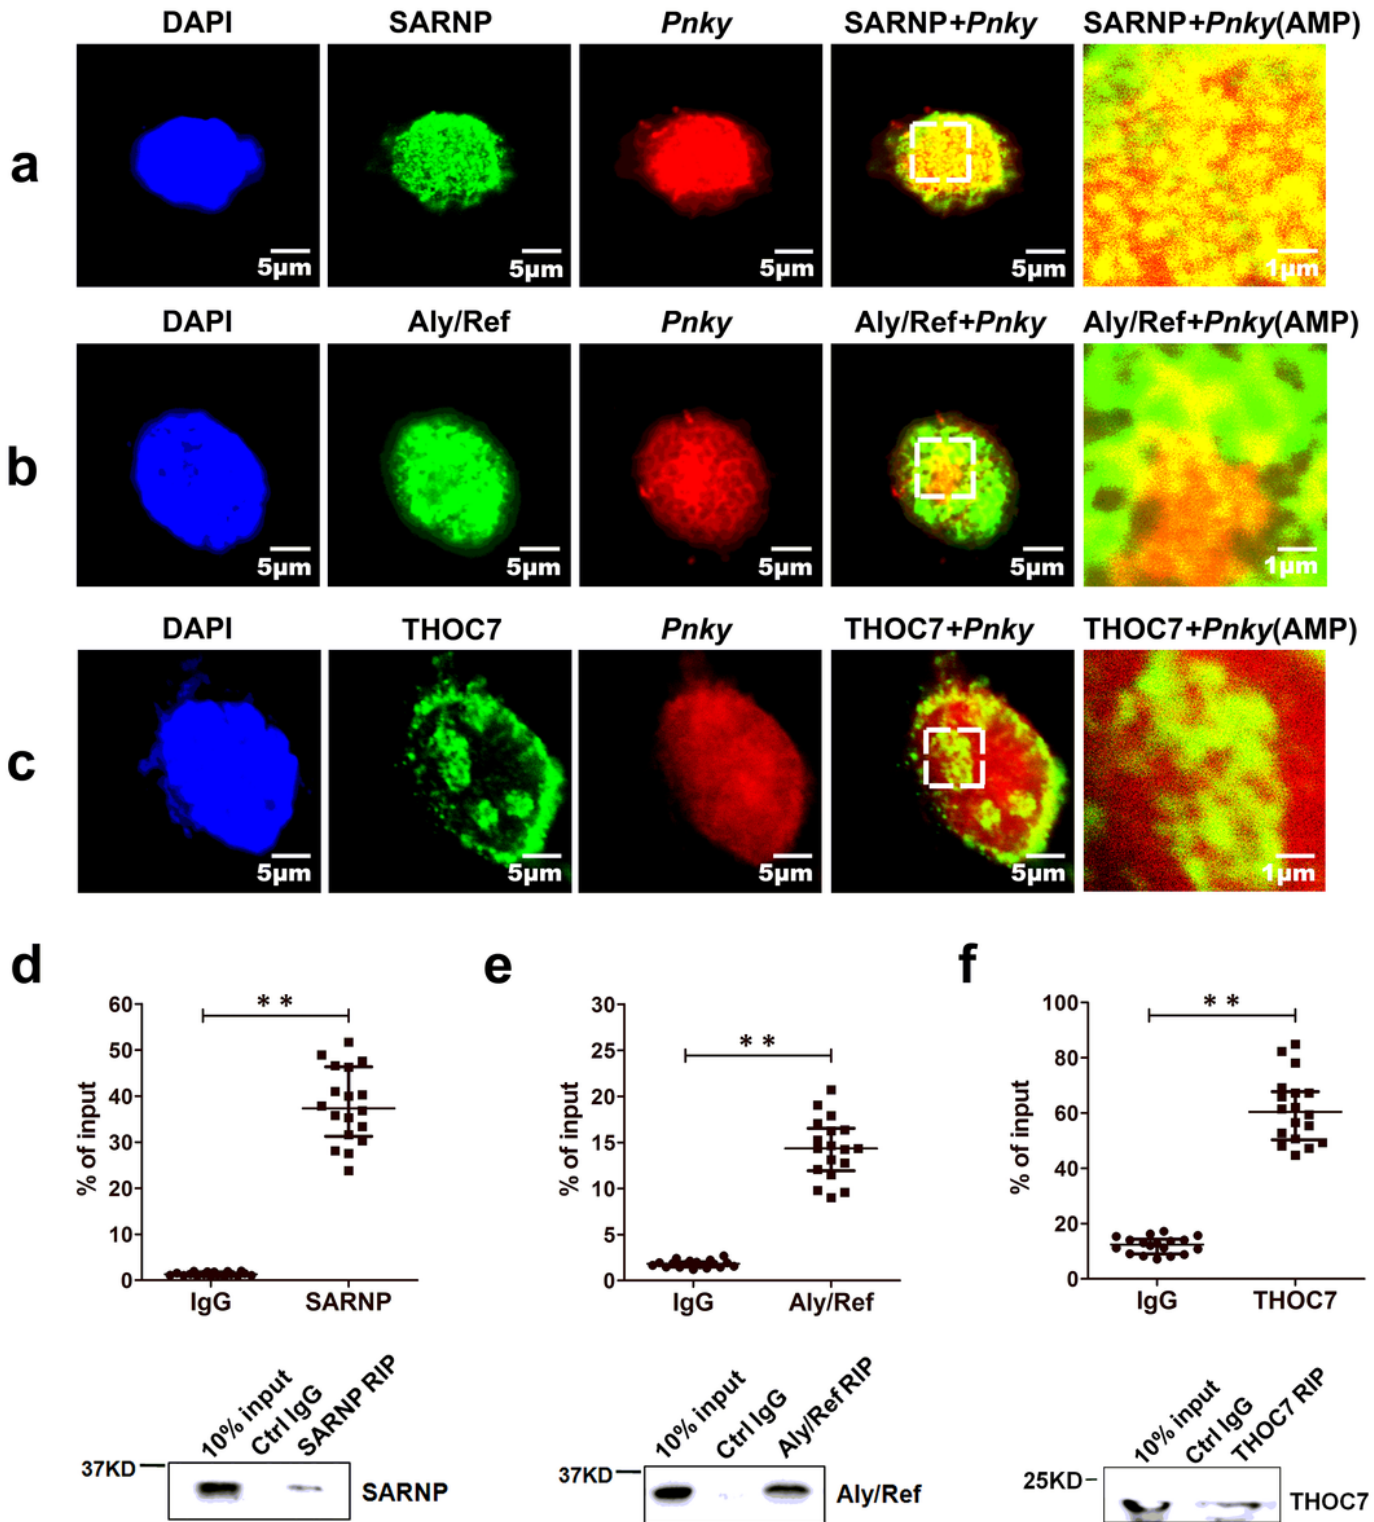 DAPI SARNP Pnky SARNP+Pnky SARNP+Pnky(AMP)
a
5µm 5µm 5µm 5µm 1µm
DAPI Aly/Ref Pnky Aly/Ref+Pnky Aly/Ref+Pnky(AMP)
b
5µm 5µm 5µm 5µm 1µm
DAPI THOC7 Pnky THOC7+Pnky THOC7+Pnky(AMP)
c
5µm 5µm 5µm 5µm 1µm
d
% of input
60
50
40
30
20
10
0
* *
IgG SARNP
10% input Ctrl IgG SARNP RIP
37KD
SARNP
e
% of input
30
25
20
15
10
5
0
* *
IgG Aly/Ref
10% input Ctrl IgG Aly/Ref RIP
37KD
Aly/Ref
f
% of input
100
80
60
40
20
0
* *
IgG THOC7
10% input Ctrl IgG THOC7 RIP
25KD
THOC7